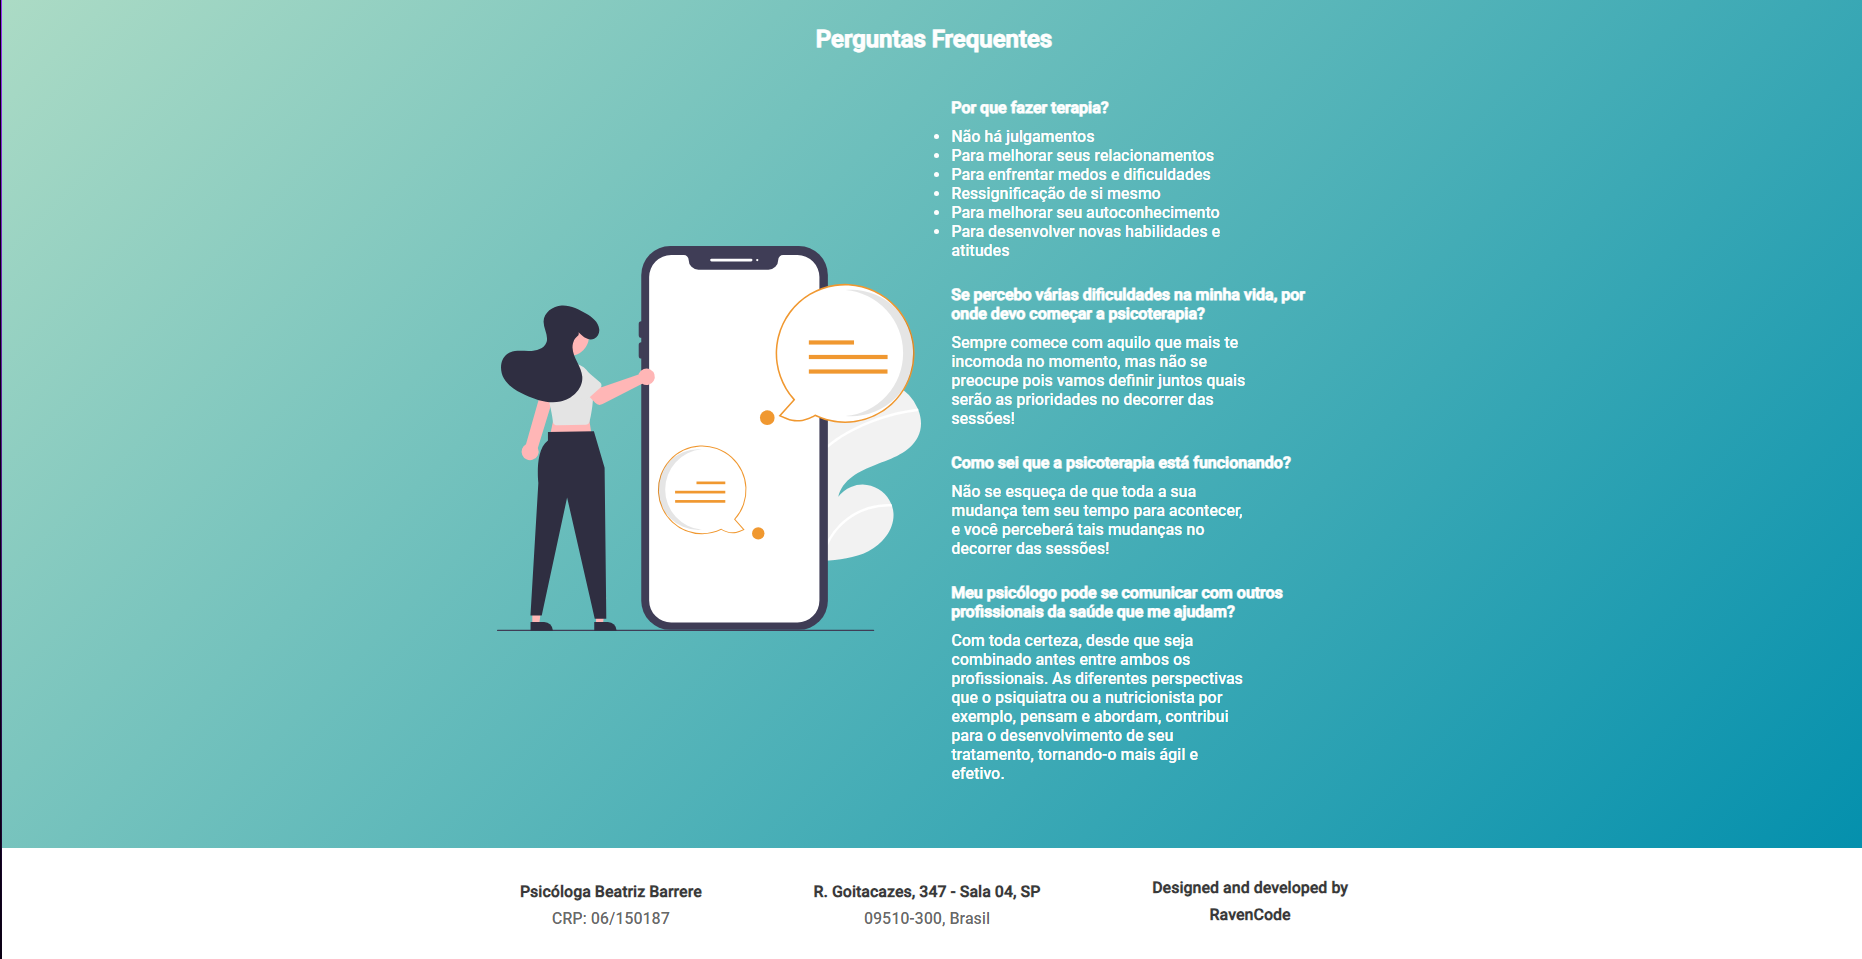 Perguntas Frequentes
Por que fazer terapia?
• Não há julgamentos
• Para melhorar seus relacionamentos
• Para enfrentar medos e dificuldades
• Ressignificação de si mesmo
• Para melhorar seu autoconhecimento
• Para desenvolver novas habilidades e
atitudes
Se percebo várias dificuldades na minha vida, por
onde devo começar a psicoterapia?
Sempre comece com aquilo que mais te
incomoda no momento, mas não se
preocupe pois vamos definir juntos quais
serão as prioridades no decorrer das
sessões!
Como sei que a psicoterapia está funcionando?
Não se esqueça de que toda a sua
mudança tem seu tempo para acontecer,
e você perceberá tais mudanças no
decorrer das sessões!
Meu psicólogo pode se comunicar com outros
profissionais da saúde que me ajudam?
Com toda certeza, desde que seja
combinado antes entre ambos os
profissionais. As diferentes perspectivas
que o psiquiatra ou a nutricionista por
exemplo, pensam e abordam, contribui
para o desenvolvimento de seu
tratamento, tornando-o mais ágil e
efetivo.
Psicóloga Beatriz Barrere
CRP: 06/150187
R. Goitacazes, 347 - Sala 04, SP
09510-300, Brasil
Designed and developed by
RavenCode